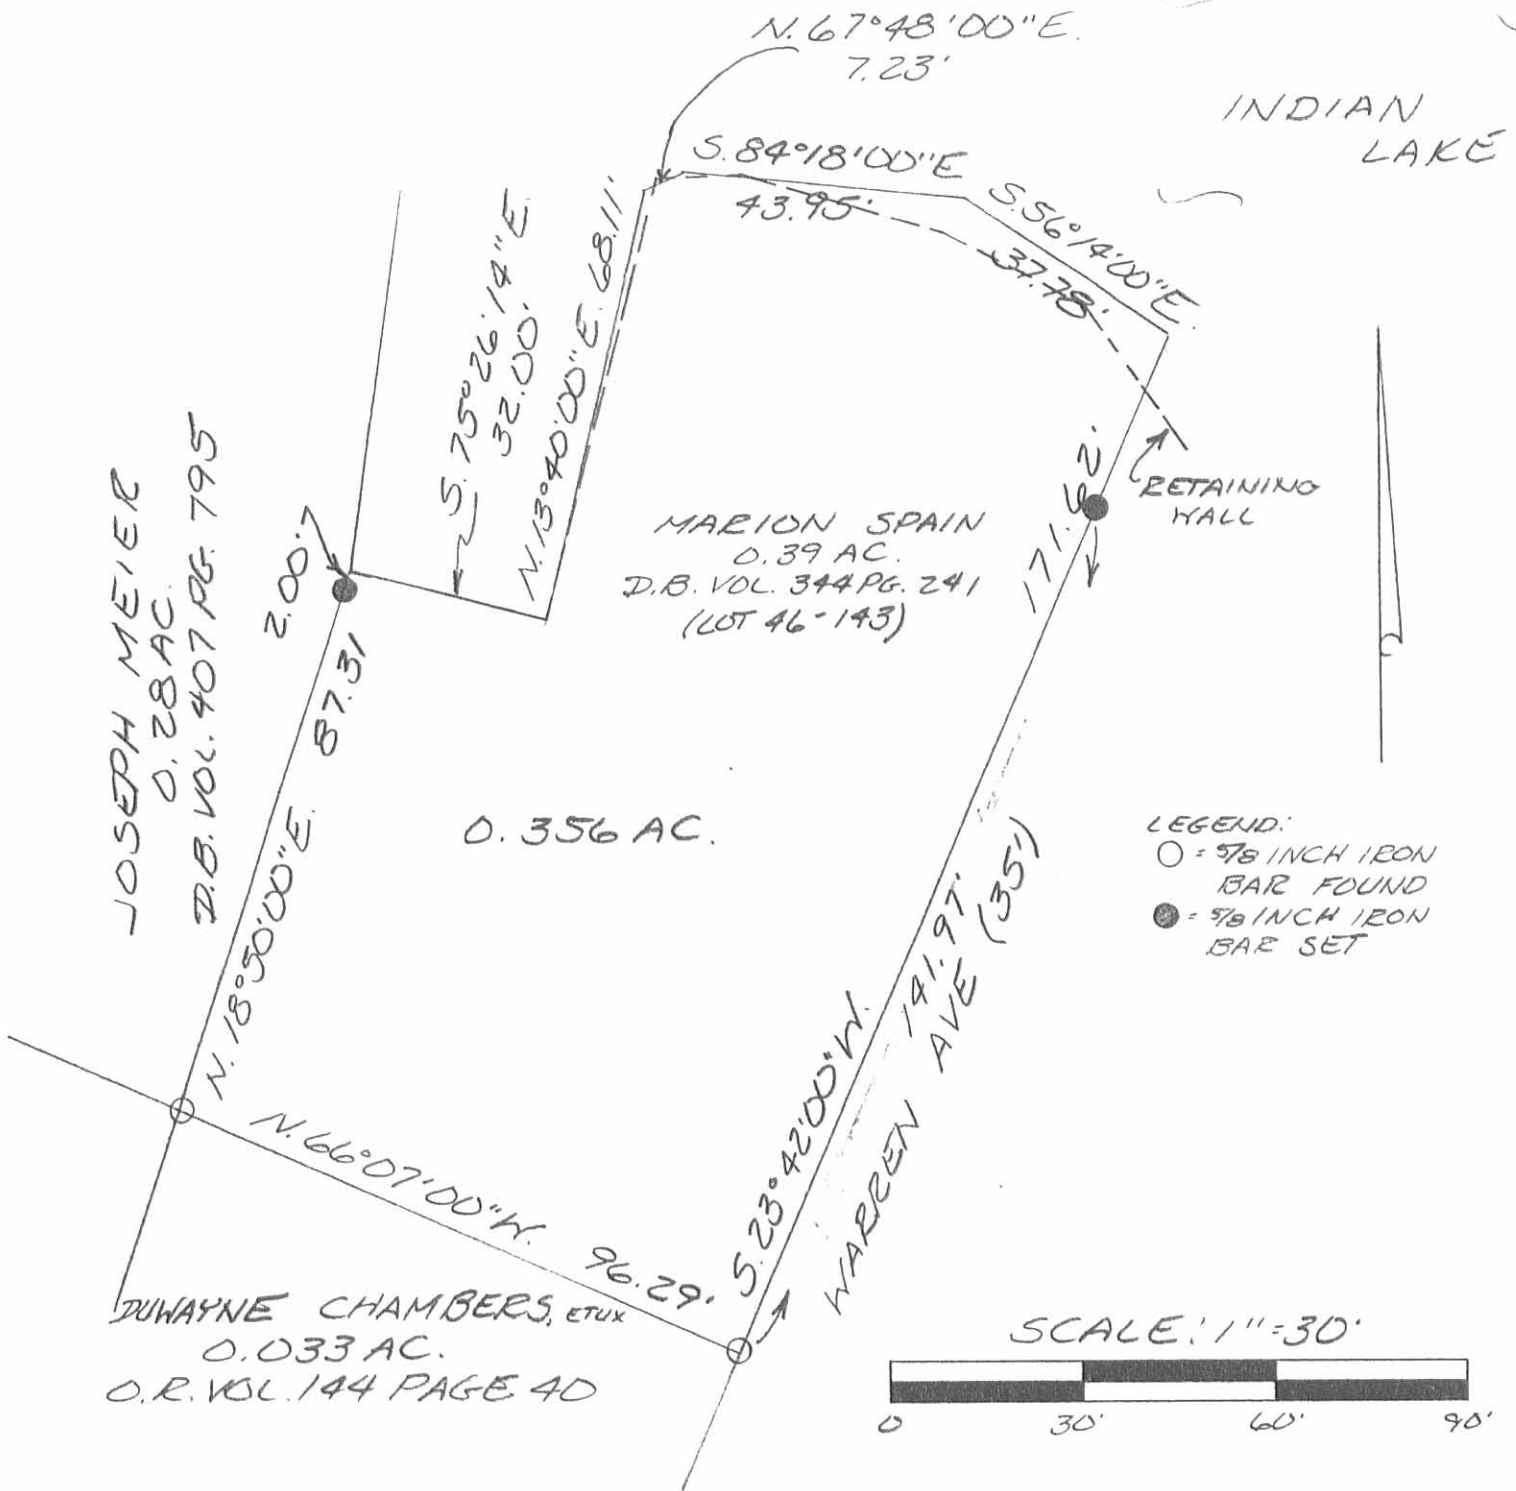 N. 67°48'00"E.
7.23'
INDIAN
LAKE
S. 84°18'00"E
43.95'
S. 56°14'00"E.
37.78'
N. 13°40'00"E. 68.11'
S. 75°26'14"E.
32.00'
2.00'
JOSEPH MEIER
0.28 AC.
D.B. VOL. 407 PG. 795
MARION SPAIN
0.39 AC.
D.B. VOL. 344 PG. 241
(LOT 46-143)
RETAINING
WALL
171.62'
N. 18°50'00"E. 87.31
0.356 AC.
S. 23°42'00"W.
141.97'
WARREN AVE (35')
LEGEND:
○ = 5/8 INCH IRON
BAR FOUND
● = 5/8 INCH IRON
BAR SET
N. 66°07'00"W. 96.29'
DUWAYNE CHAMBERS, ETUX
0.033 AC.
O.R. VOL. 144 PAGE 40
SCALE: 1"=30'
0 30' 60' 90'